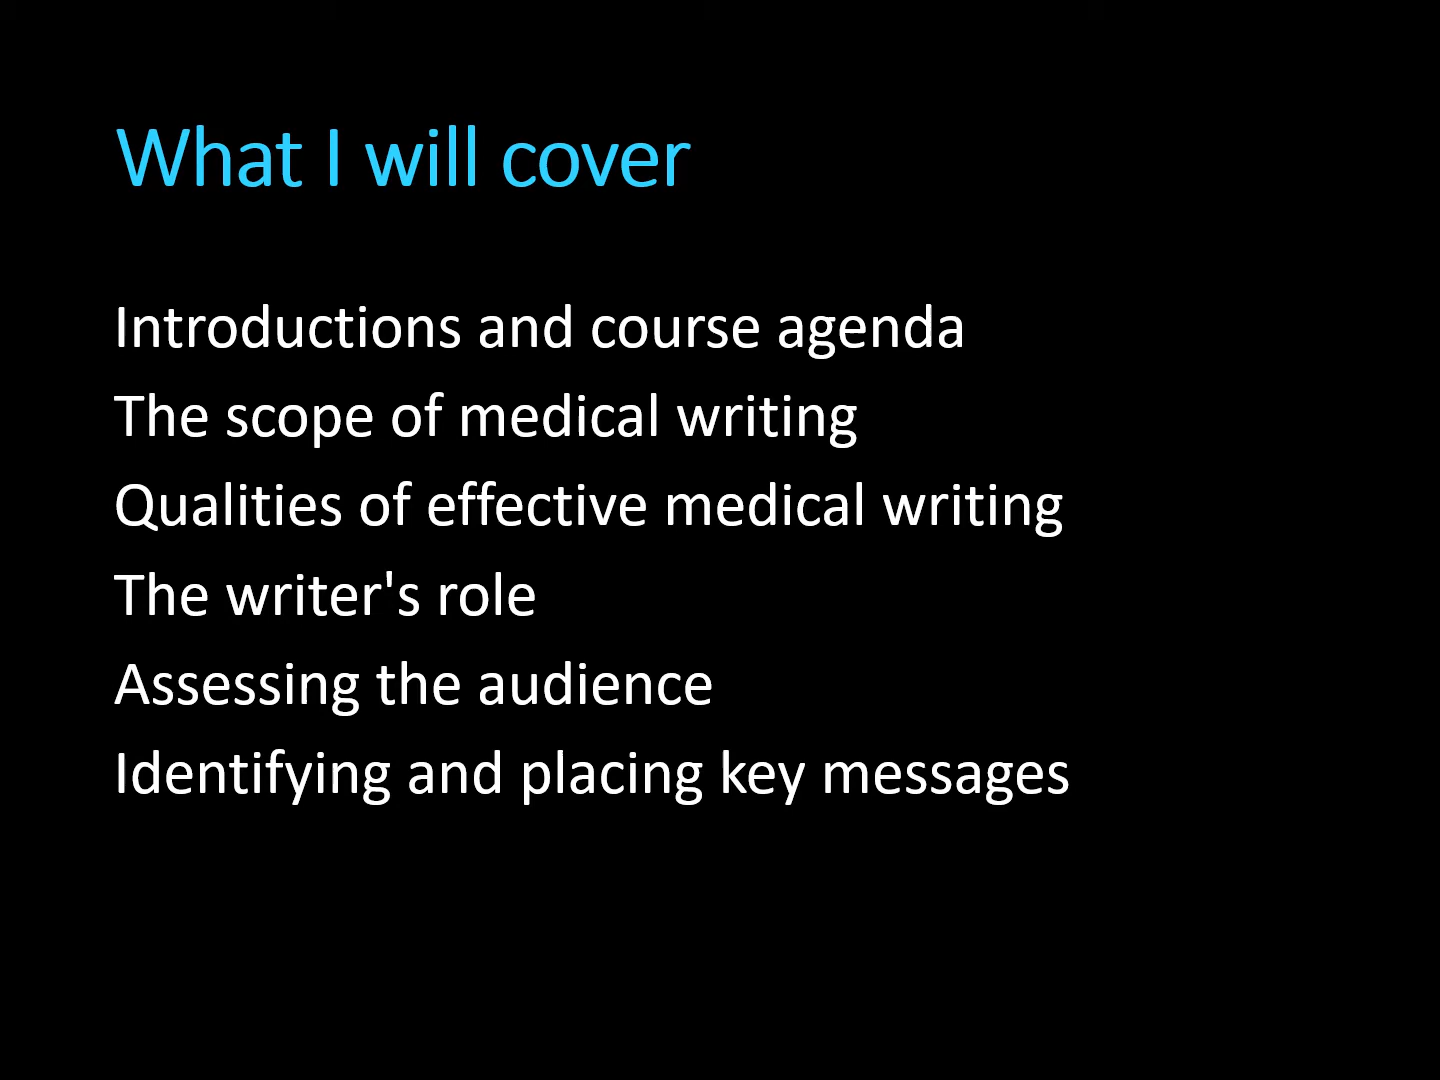 What I will cover
Introductions and course agenda
The scope of medical writing
Qualities of effective medical writing
The writer's role
Assessing the audience
Identifying and placing key messages